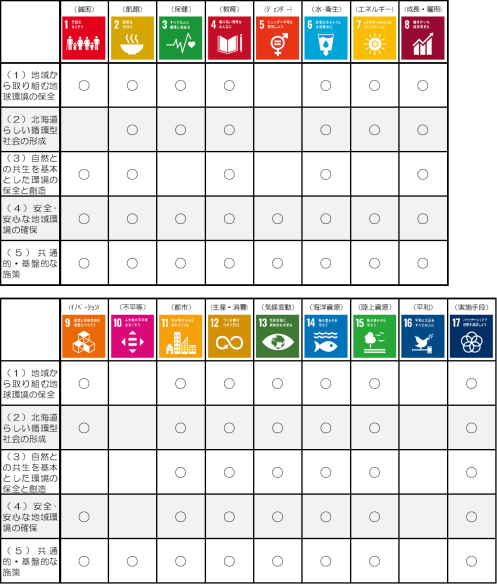 (貧困) (飢餓) (保健) (教育) (ｼﾞｪﾝﾀﾞｰ) (水･衛生) (エネルギー) (成長・雇用)
1 2 3 4 5 6 7 8
(１)地域か
ら取り組む地
球環境の保全
(２)北海道
らしい循環型
社会の形成
(３)自然と
の共生を基本
とした環境の
保全と創造
(４)安全･
安心な地域環
境の確保
(５)共通
的・基盤的な
施策
(ｲﾉﾍﾞｰｼｮﾝ) (不平等) (都市) (生産・消費) (気候変動) (海洋資源) (陸上資源) (平和) (実施手段)
9 10 11 12 13 14 15 16 17
(１)地域か
ら取り組む地
球環境の保全
(２)北海道
らしい循環型
社会の形成
(３)自然と
の共生を基本
とした環境の
保全と創造
(４)安全･
安心な地域環
境の確保
(５)共通
的・基盤的な
施策